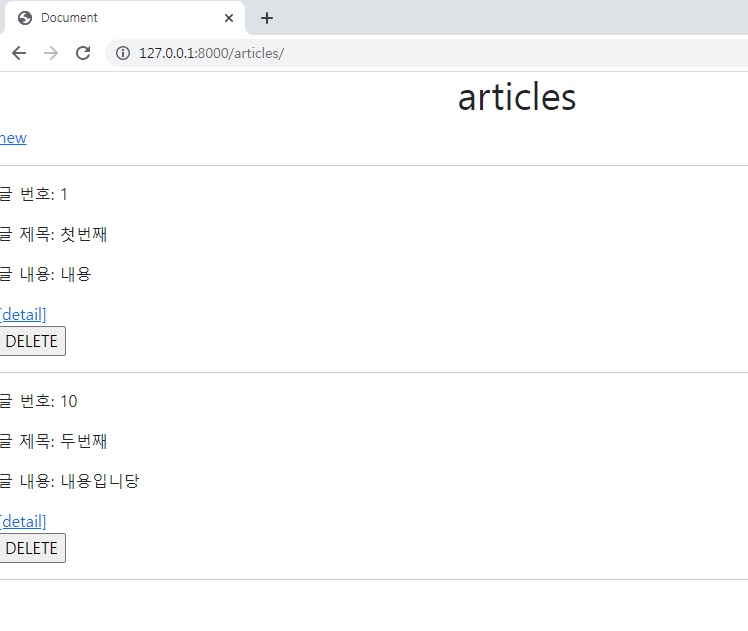 Document
127.0.0.1:8000/articles/
articles
new
글 번호: 1
글 제목: 첫번째
글 내용: 내용
[detail]
DELETE
글 번호: 10
글 제목: 두번째
글 내용: 내용입니당
[detail]
DELETE